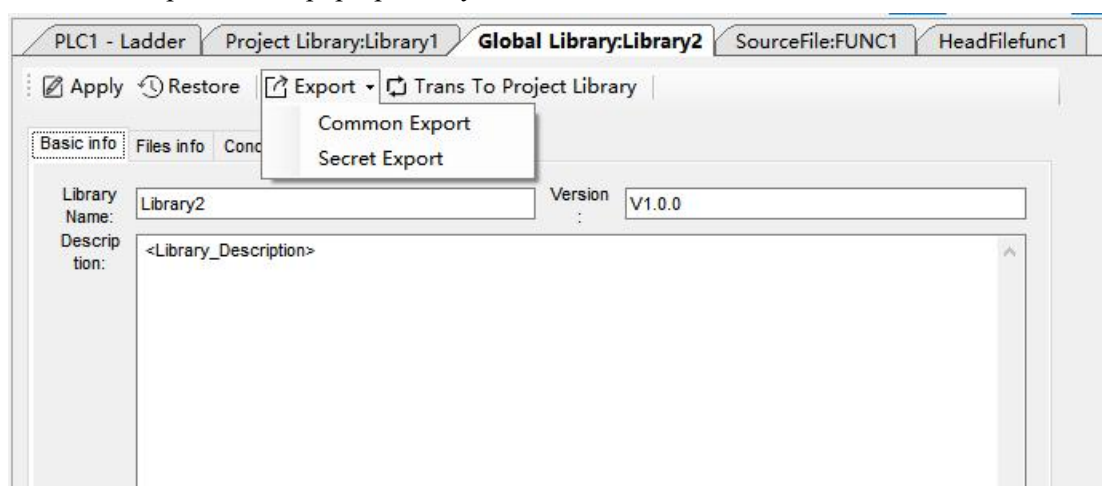 PLC1 - Ladder Project Library:Library1 Global Library:Library2 SourceFile:FUNC1 HeadFilefunc1
Apply Restore Export Trans To Project Library
Common Export
Secret Export
Basic info Files info
Library Name:
Library2
Version :
V1.0.0
Descrip tion:
<Library_Description>